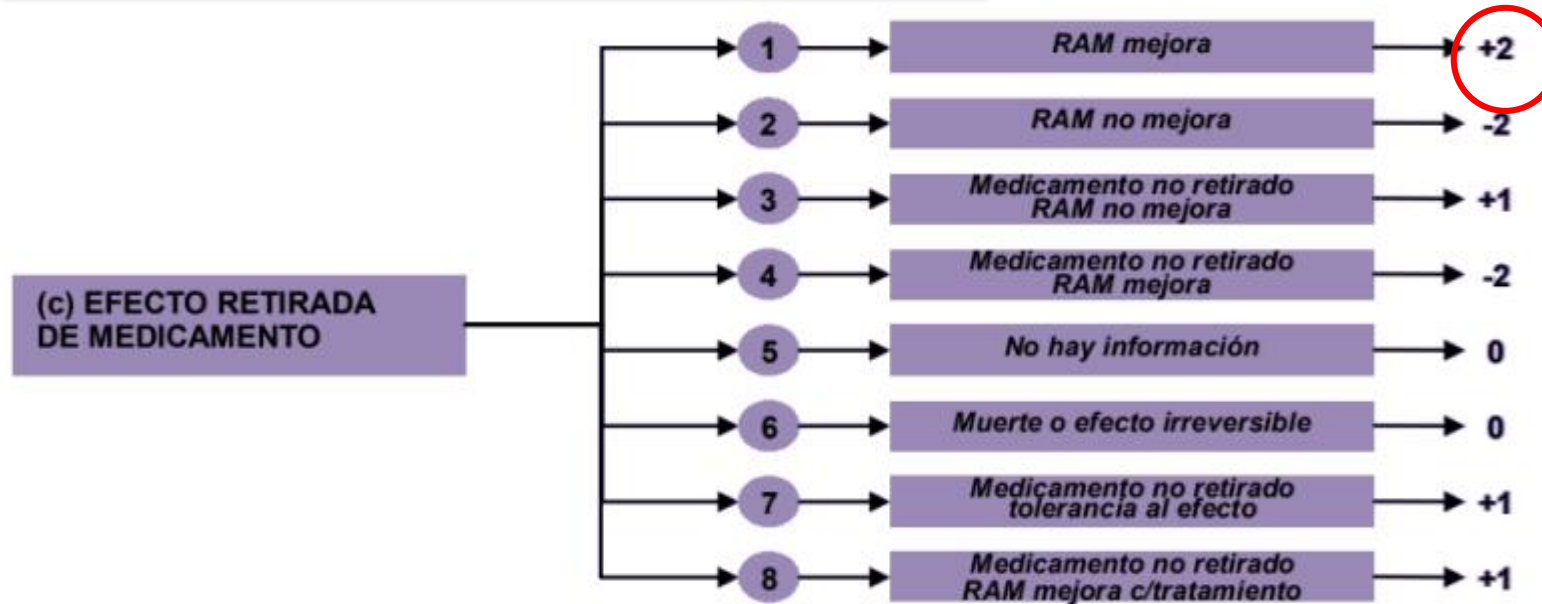 1 RAM mejora +2
2 RAM no mejora -2
3 Medicamento no retirado
RAM no mejora +1
4 Medicamento no retirado
RAM mejora -2
(c) EFECTO RETIRADA
DE MEDICAMENTO
5 No hay información 0
6 Muerte o efecto irreversible 0
7 Medicamento no retirado
tolerancia al efecto +1
8 Medicamento no retirado
RAM mejora c/tratamiento +1